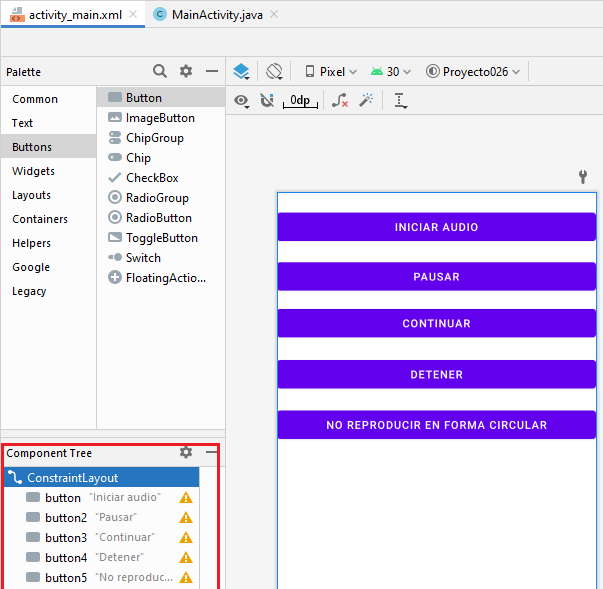 activity_main.xml
MainActivity.java
Palette
Pixel
30
Proyecto026
0dp
Common
Text
Buttons
Widgets
Layouts
Containers
Helpers
Google
Legacy
Button
ImageButton
ChipGroup
Chip
CheckBox
RadioGroup
RadioButton
ToggleButton
Switch
FloatingActio...
INICIAR AUDIO
PAUSAR
CONTINUAR
DETENER
NO REPRODUCIR EN FORMA CIRCULAR
Component Tree
ConstraintLayout
button "Iniciar audio"
button2 "Pausar"
button3 "Continuar"
button4 "Detener"
button5 "No reproduc...